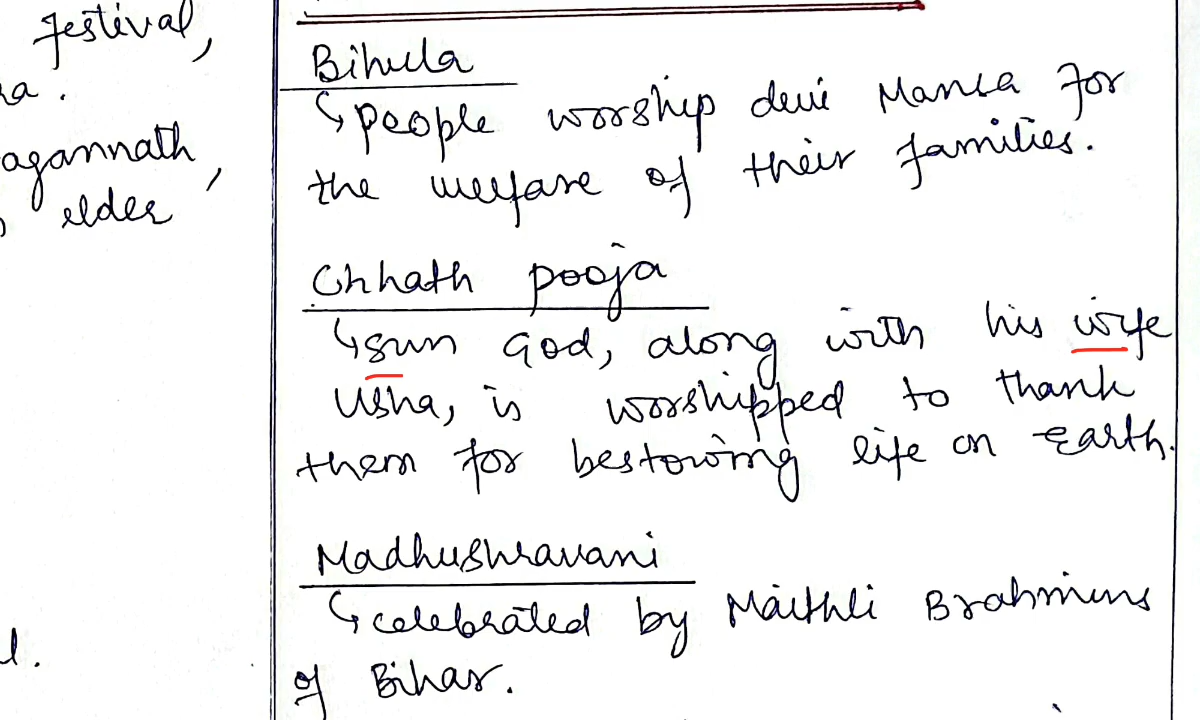 festival,
ra.
agannath,
elder
l.
Bihula
↳ people worship devi Mansa for
the welfare of their families.
Chhath pooja
↳ sun God, along with his wife
Usha, is worshipped to thank
them for bestowing life on Earth.
Madhushravani
↳ celebrated by Maithli Brahmins
of Bihar.